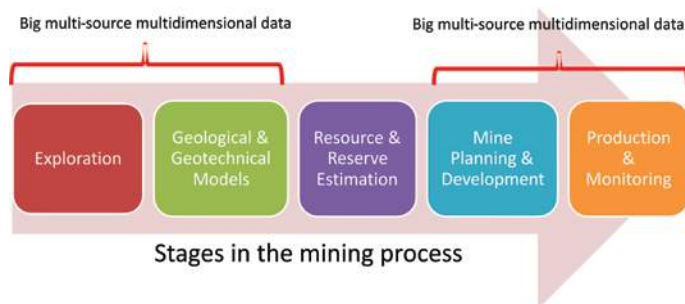 Big multi-source multidimensional data
Big multi-source multidimensional data
Exploration
Geological &
Geotechnical
Models
Resource &
Reserve
Estimation
Mine
Planning &
Development
Production
&
Monitoring
Stages in the mining process